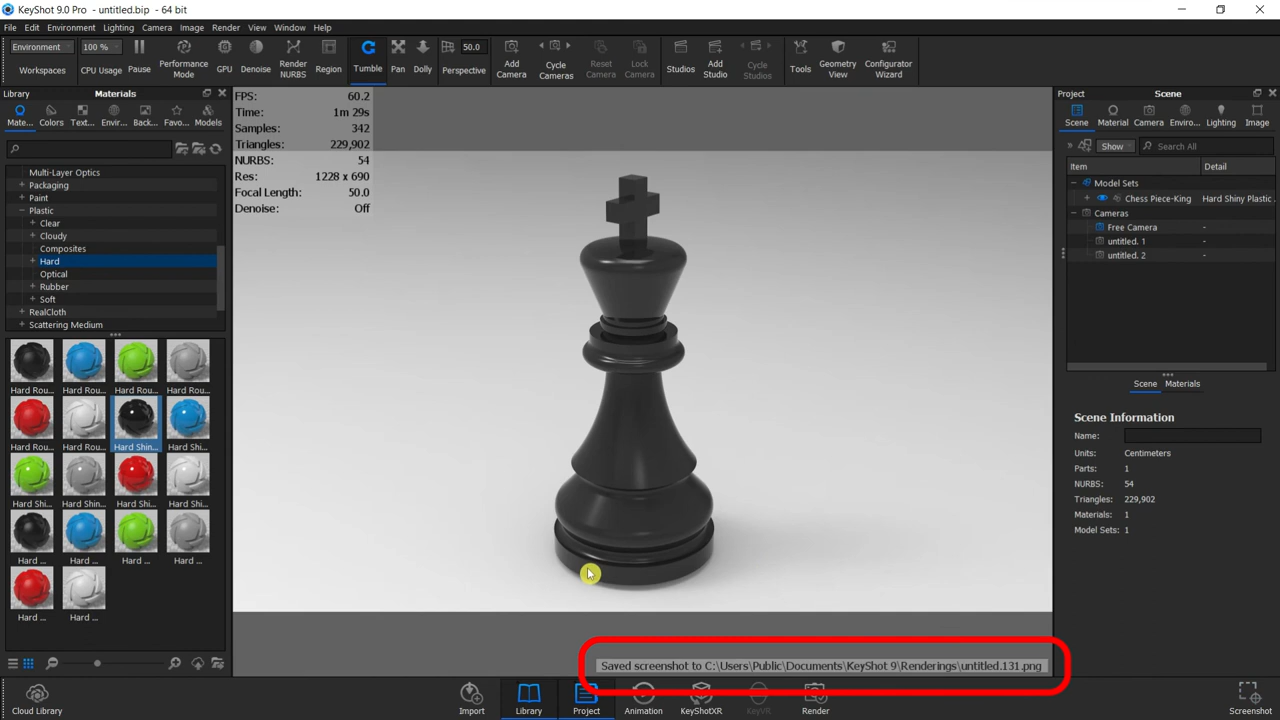 KeyShot 9.0 Pro - untitled.bip - 64 bit
File Edit Environment Lighting Camera Image Render View Window Help
Environment 100 % 50.0
Workspaces CPU Usage Pause Performance Mode GPU Denoise Render NURBS Region Tumble Pan Dolly Perspective Add Camera Cycle Cameras Reset Camera Lock Camera Studios Add Studio Cycle Studios Tools Geometry View Configurator Wizard
Library Materials
Mate... Colors Text... Envir... Back... Favo... Models
Multi-Layer Optics
Packaging
Paint
Plastic
Clear
Cloudy
Composites
Hard
Optical
Rubber
Soft
RealCloth
Scattering Medium
Hard Rou... Hard Rou... Hard Rou... Hard Rou...
Hard Rou... Hard Rou... Hard Shin... Hard Shi...
Hard Shin... Hard Shin... Hard Shi... Hard Shi...
Hard ... Hard ... Hard ... Hard ...
Hard ... Hard ...
FPS: 60.2
Time: 1m 29s
Samples: 342
Triangles: 229,902
NURBS: 54
Res: 1228 x 690
Focal Length: 50.0
Denoise: Off
Saved screenshot to C:\Users\Public\Documents\KeyShot 9\Renderings\untitled.131.png
Project Scene
Scene Material Camera Enviro... Lighting Image
Show Search All
Item Detail
Model Sets
Chess Piece-King Hard Shiny Plastic ...
Cameras
Free Camera -
untitled. 1 -
untitled. 2 -
Scene Materials
Scene Information
Name:
Units: Centimeters
Parts: 1
NURBS: 54
Triangles: 229,902
Materials: 1
Model Sets: 1
Cloud Library Import Library Project Animation KeyShotXR KeyVR Render Screenshot